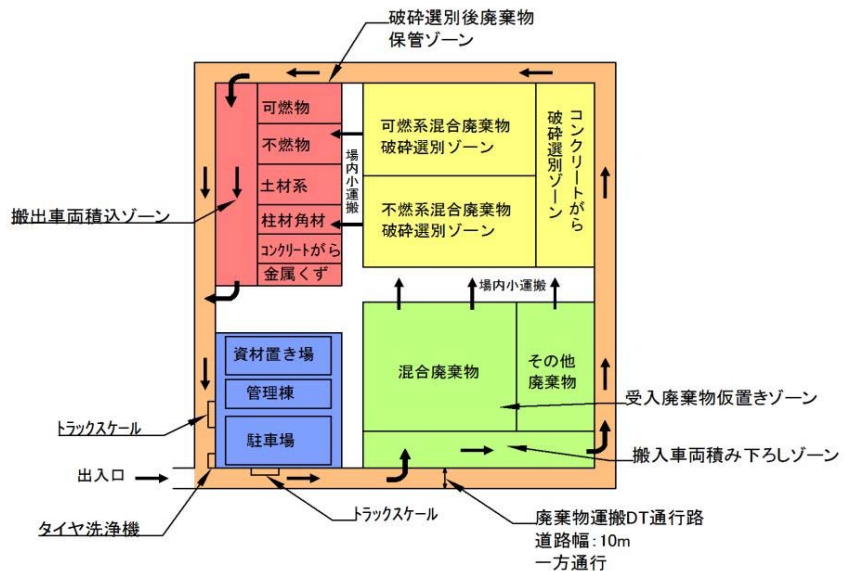 破砕選別後廃棄物
保管ゾーン
可燃物
不燃物
土材系
柱材角材
コンクリートがら
金属くず
場内小運搬
可燃系混合廃棄物
破砕選別ゾーン
不燃系混合廃棄物
破砕選別ゾーン
コンクリートがら
破砕選別ゾーン
搬出車両積込ゾーン
場内小運搬
資材置き場
管理棟
駐車場
混合廃棄物
その他
廃棄物
受入廃棄物仮置きゾーン
トラックスケール
搬入車両積み下ろしゾーン
出入口
タイヤ洗浄機
トラックスケール
廃棄物運搬DT通行路
道路幅:10m
一方通行